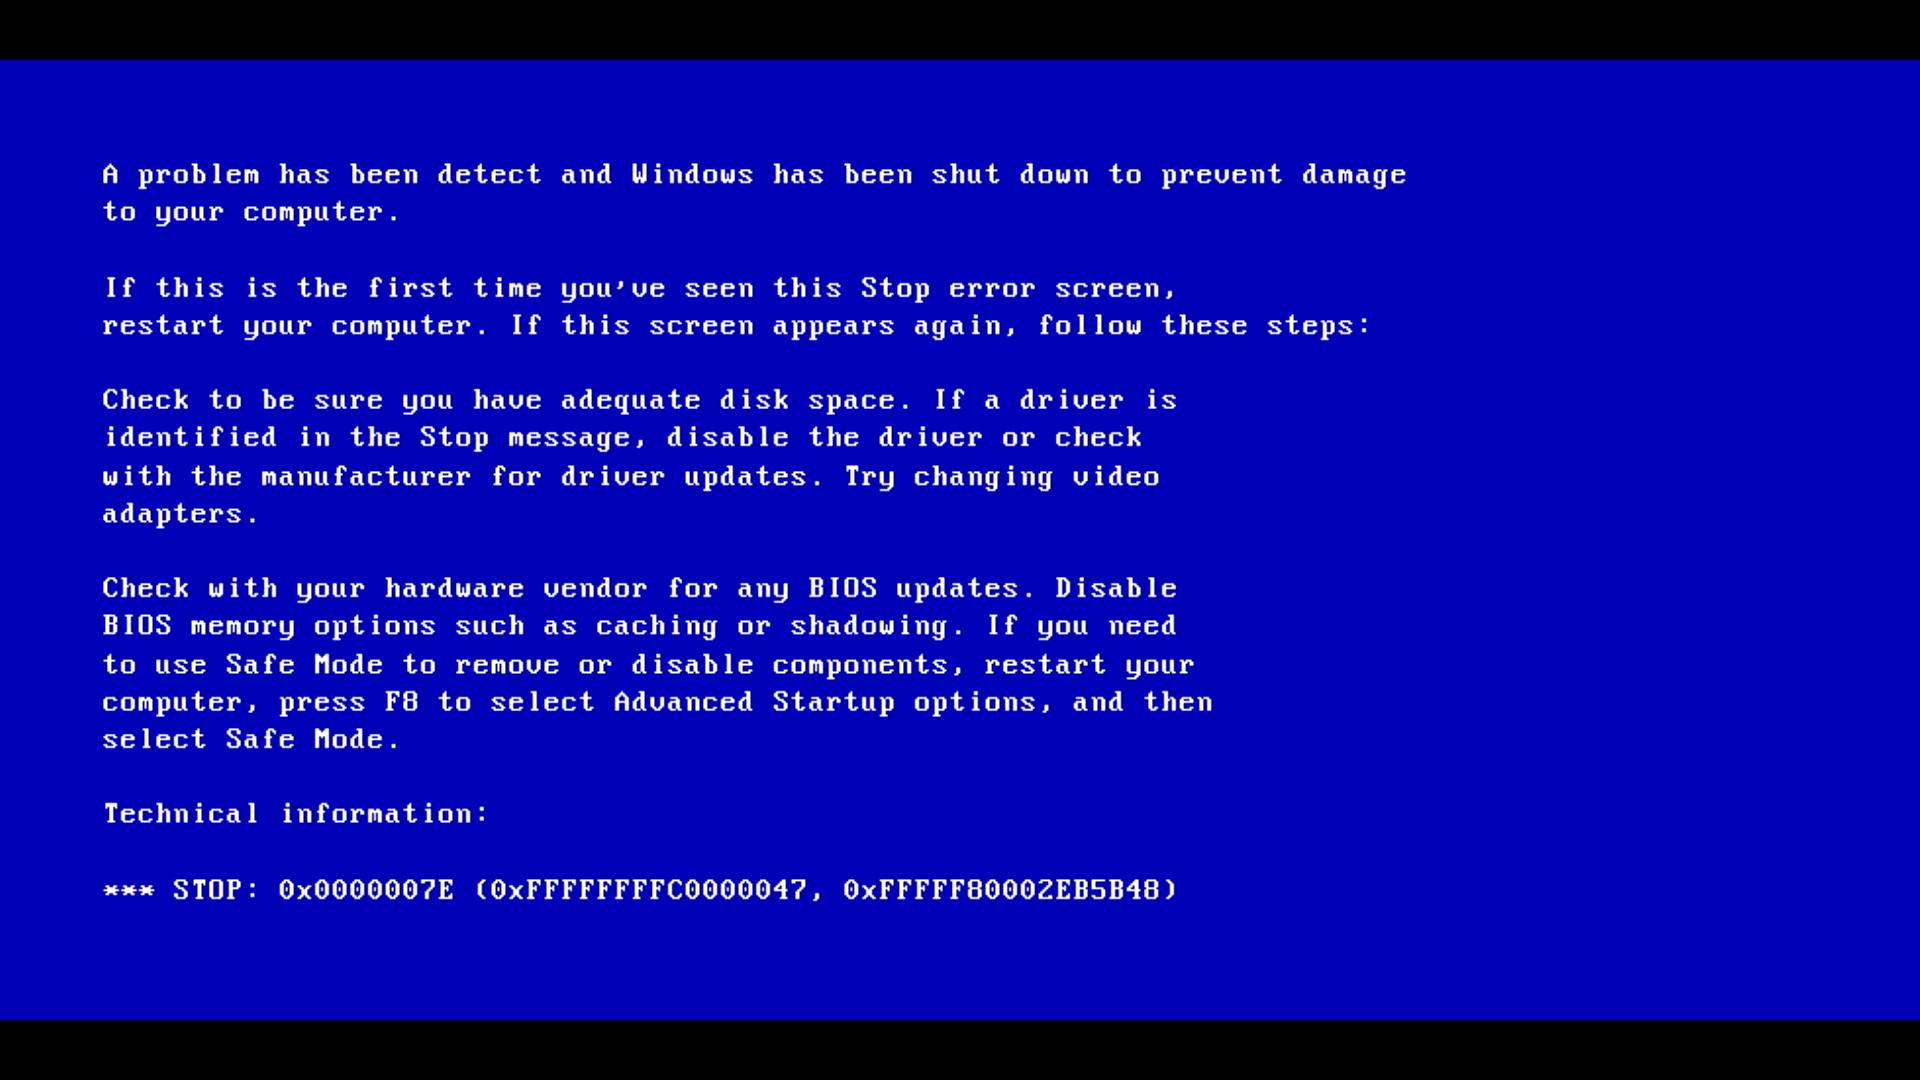 A problem has been detect and Windows has been shut down to prevent damage
to your computer.
If this is the first time you've seen this Stop error screen,
restart your computer. If this screen appears again, follow these steps:
Check to be sure you have adequate disk space. If a driver is
identified in the Stop message, disable the driver or check
with the manufacturer for driver updates. Try changing video
adapters.
Check with your hardware vendor for any BIOS updates. Disable
BIOS memory options such as caching or shadowing. If you need
to use Safe Mode to remove or disable components, restart your
computer, press F8 to select Advanced Startup options, and then
select Safe Mode.
Technical information:
*** STOP: 0x0000007E (0xFFFFFFFFC0000047, 0xFFFFF80002EB5B48)